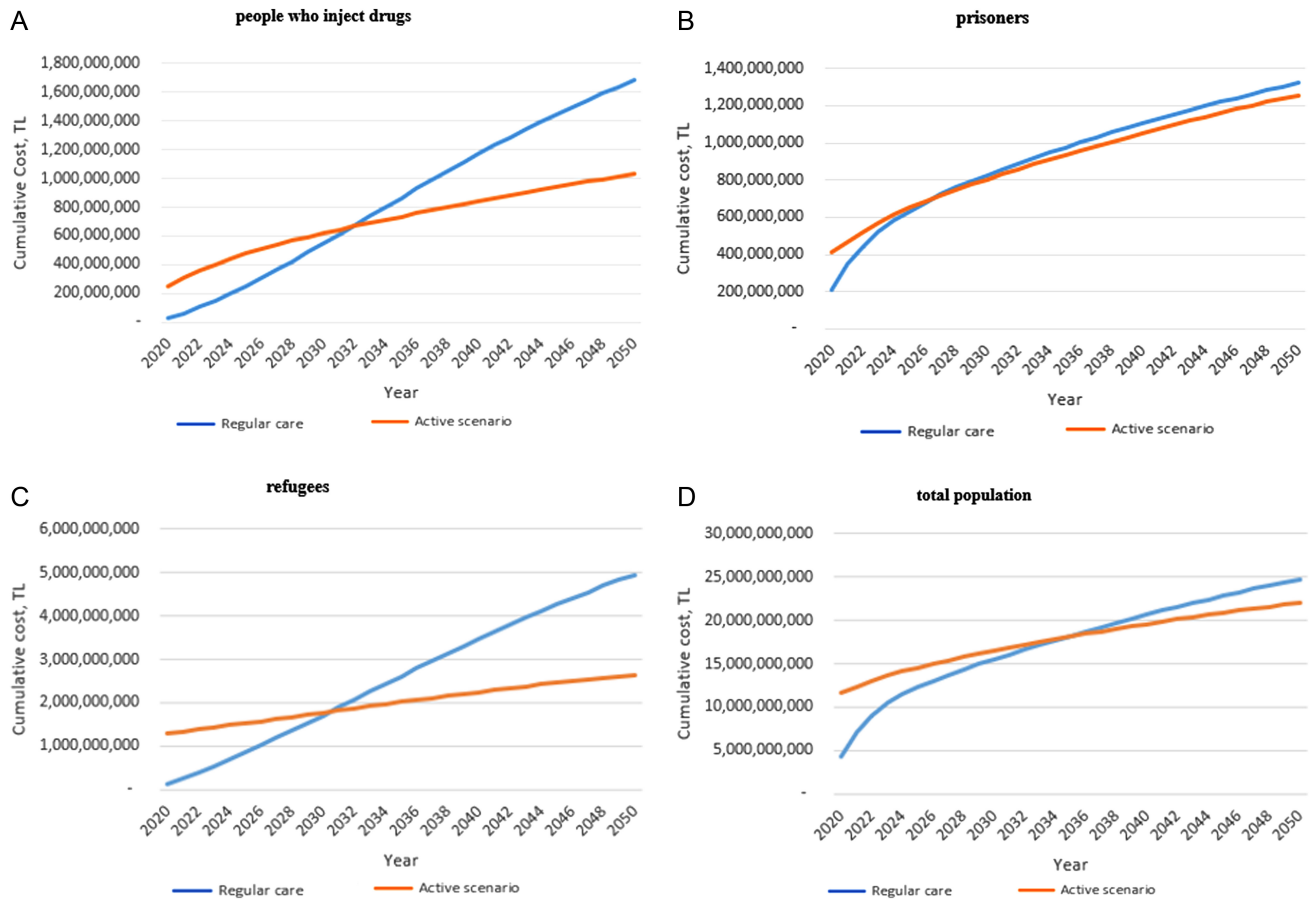 A
people who inject drugs
1,800,000,000
1,600,000,000
1,400,000,000
1,200,000,000
1,000,000,000
800,000,000
600,000,000
400,000,000
200,000,000
-
Cumulative Cost, TL
2020 2022 2024 2026 2028 2030 2032 2034 2036 2038 2040 2042 2044 2046 2048 2050
Year
Regular care Active scenario
B
prisoners
1,400,000,000
1,200,000,000
1,000,000,000
800,000,000
600,000,000
400,000,000
200,000,000
-
Cumulative cost, TL
2020 2022 2024 2026 2028 2030 2032 2034 2036 2038 2040 2042 2044 2046 2048 2050
Year
Regular care Active scenario
C
refugees
6,000,000,000
5,000,000,000
4,000,000,000
3,000,000,000
2,000,000,000
1,000,000,000
-
Cumulative cost, TL
2020 2022 2024 2026 2028 2030 2032 2034 2036 2038 2040 2042 2044 2046 2048 2050
Year
Regular care Active scenario
D
total population
30,000,000,000
25,000,000,000
20,000,000,000
15,000,000,000
10,000,000,000
5,000,000,000
-
Cumulative cost, TL
2020 2022 2024 2026 2028 2030 2032 2034 2036 2038 2040 2042 2044 2046 2048 2050
Year
Regular care Active scenario